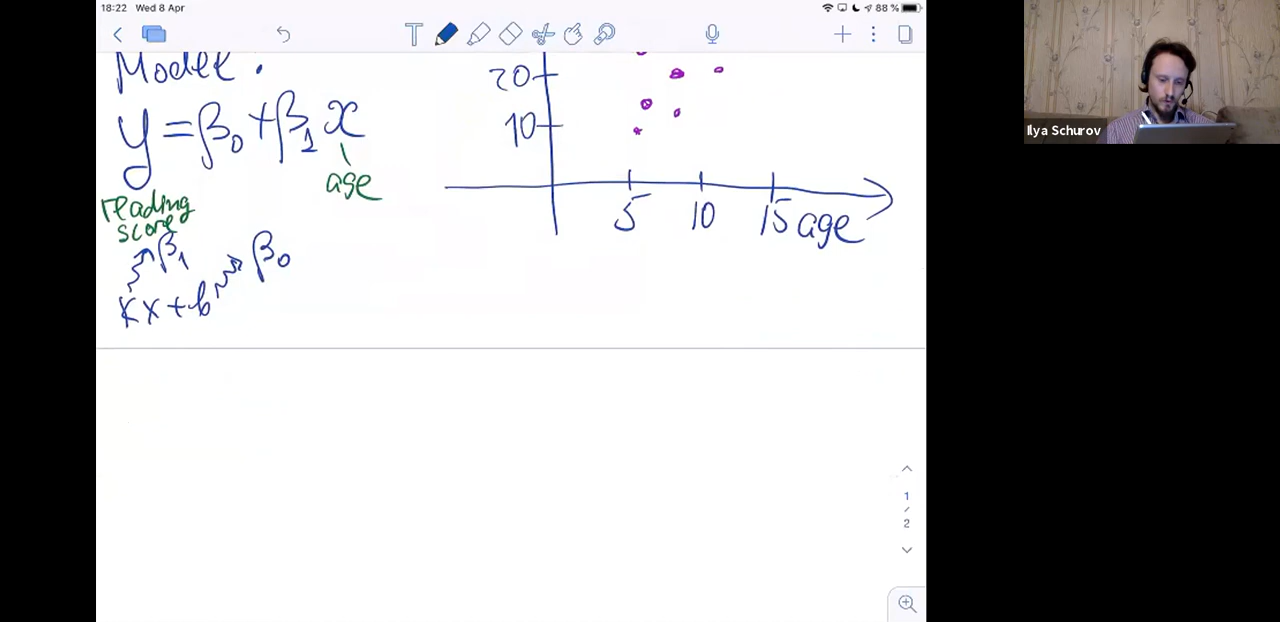 18:22 Wed 8 Apr
88 %
T
Model:
y = β₀ + β₁ x
age
reading
score
β₁
β₀
kx + b
20
10
5
10
15
age
1
/
2
Ilya Schurov